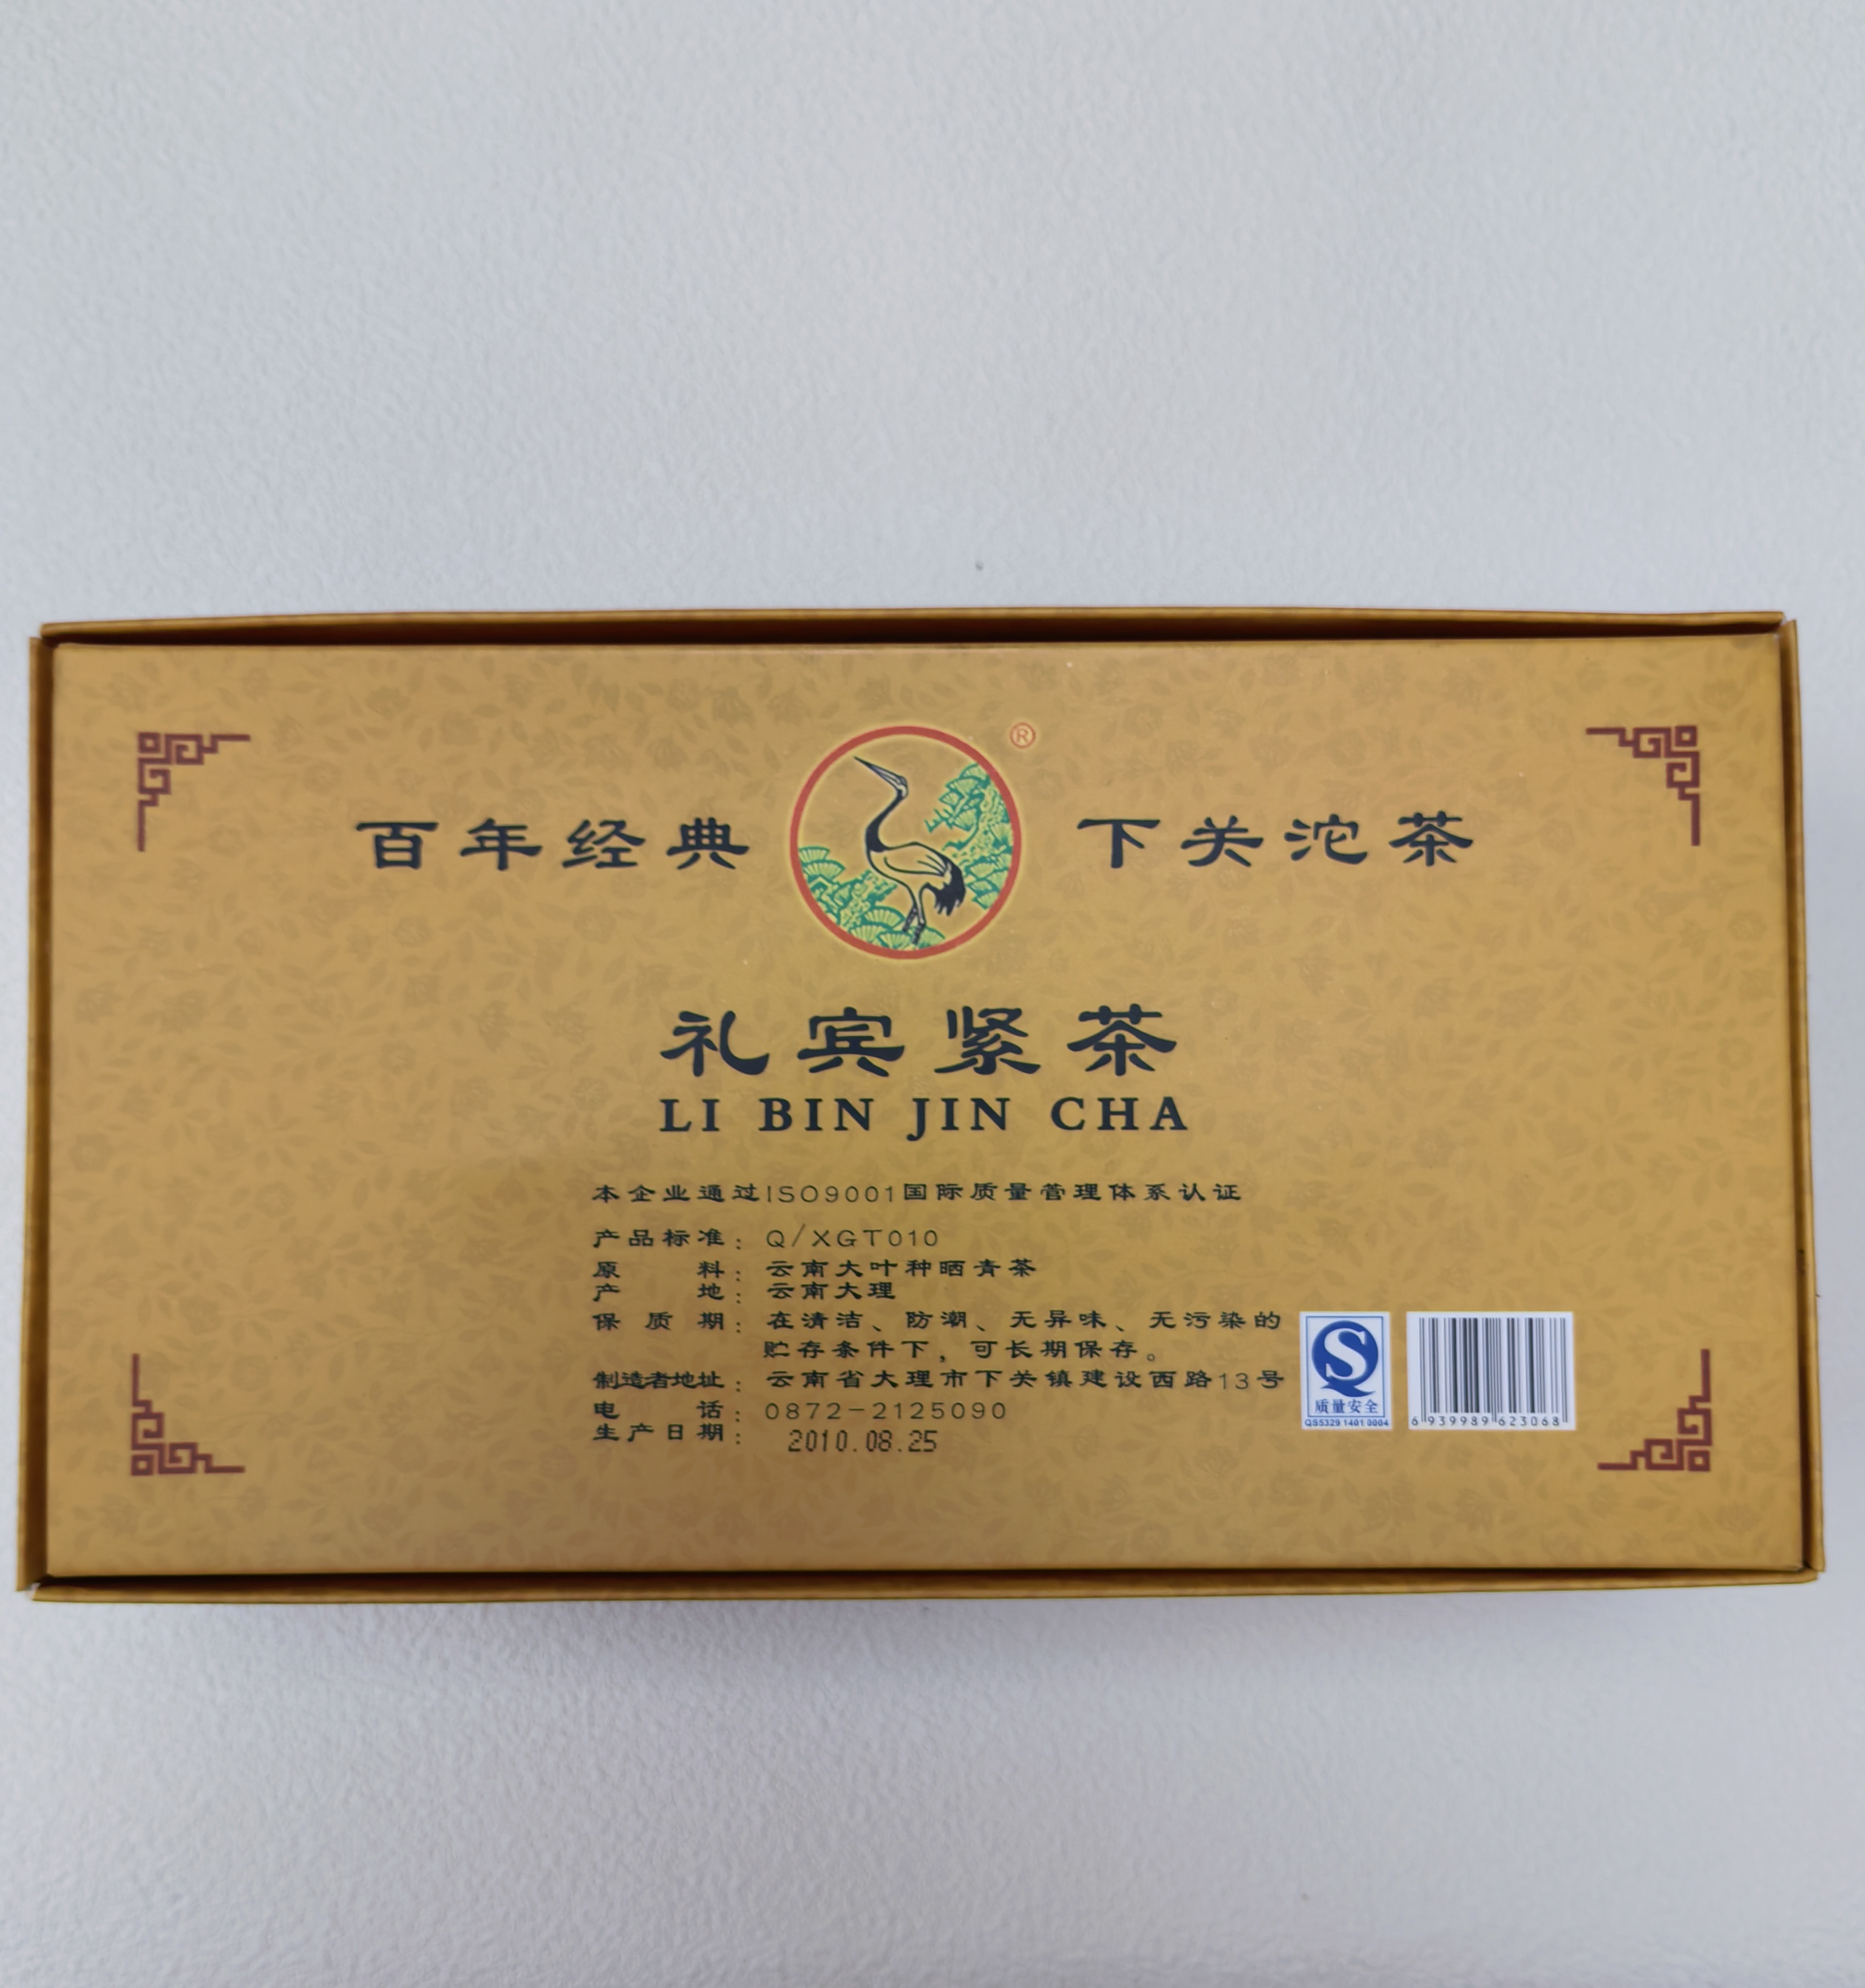 ®
百年经典 下关沱茶
礼宾紧茶
LI BIN JIN CHA
本企业通过ISO9001国际质量管理体系认证
产品标准：Q/XGT010
原料：云南大叶种晒青茶
产地：云南大理
保质期：在清洁、防潮、无异味、无污染的
贮存条件下，可长期保存。
制造者地址：云南省大理市下关镇建设西路13号
电话：0872-2125090
生产日期：2010.08.25
S
质量安全
QS5329 1401 0004
6 939989 623068